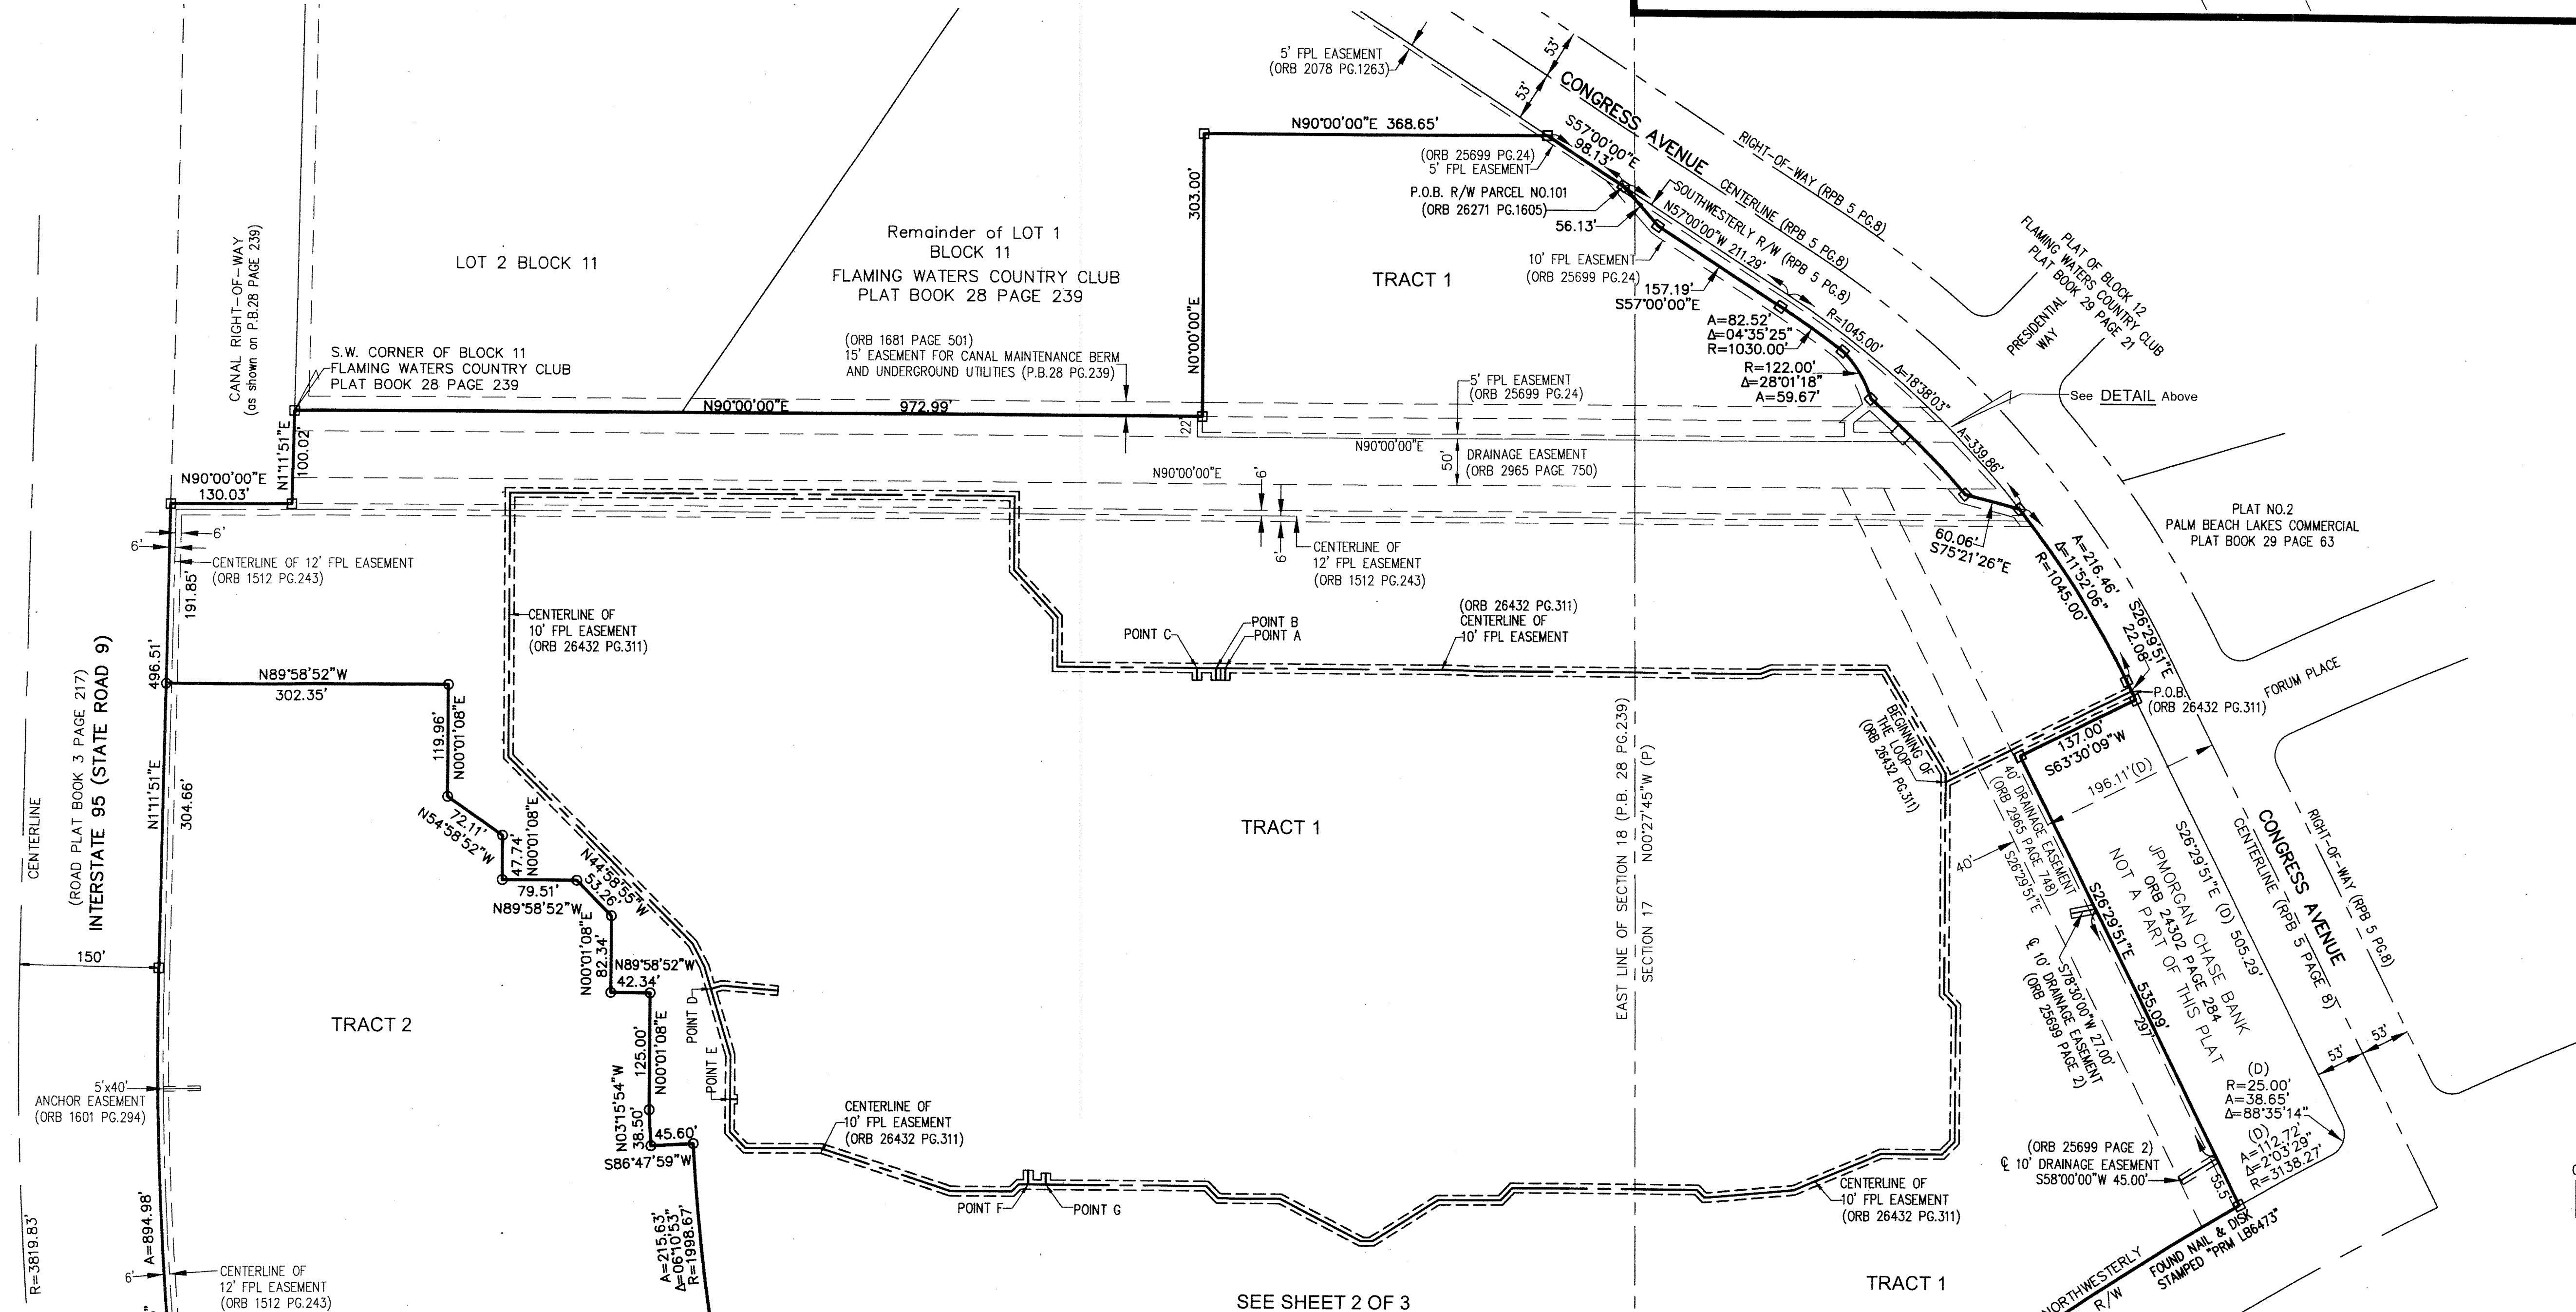 5' FPL EASEMENT
(ORB 2078 PG.1263)
53'
53'
CONGRESS AVENUE
N90°00'00"E 368.65'
S57°00'00"E
98.13'
RIGHT-OF-WAY (RPB 5 PG.8)
CENTERLINE (RPB 5 PG.8)
(ORB 25699 PG.24)
5' FPL EASEMENT
P.O.B. R/W PARCEL NO.101
(ORB 26271 PG.1605)
56.13'
SOUTHWESTERLY R/W (RPB 5 PG.8)
N57°00'00"W 211.29'
10' FPL EASEMENT
(ORB 25699 PG.24)
303.00'
N0°00'00"E
TRACT 1
157.19'
S57°00'00"E
A=82.52'
Δ=04°35'25"
R=1030.00'
R=122.00'
Δ=28°01'18"
A=59.67'
R=1045.00'
Δ=18°38'03"
A=339.86'
PLAT OF BLOCK 12
FLAMING WATERS COUNTRY CLUB
PLAT BOOK 29 PAGE 21
PRESIDENTIAL
WAY
See DETAIL Above
CANAL RIGHT-OF-WAY
(as shown on P.B.28 PAGE 239)
LOT 2 BLOCK 11
Remainder of LOT 1
BLOCK 11
FLAMING WATERS COUNTRY CLUB
PLAT BOOK 28 PAGE 239
S.W. CORNER OF BLOCK 11
FLAMING WATERS COUNTRY CLUB
PLAT BOOK 28 PAGE 239
(ORB 1681 PAGE 501)
15' EASEMENT FOR CANAL MAINTENANCE BERM
AND UNDERGROUND UTILITIES (P.B.28 PG.239)
N90°00'00"E 972.99'
22'
5' FPL EASEMENT
(ORB 25699 PG.24)
N90°00'00"E
50'
DRAINAGE EASEMENT
(ORB 2965 PAGE 750)
N90°00'00"E
6'
6'
N1°11'51"E
100.02'
N90°00'00"E
130.03'
6'
6'
CENTERLINE OF 12' FPL EASEMENT
(ORB 1512 PG.243)
191.85'
CENTERLINE OF
12' FPL EASEMENT
(ORB 1512 PG.243)
60.06'
S75°21'26"E
PLAT NO.2
PALM BEACH LAKES COMMERCIAL
PLAT BOOK 29 PAGE 63
A=216.46'
Δ=11°52'06"
R=1045.00'
S26°29'51"E
22.08'
CENTERLINE OF
10' FPL EASEMENT
(ORB 26432 PG.311)
POINT C
POINT B
POINT A
(ORB 26432 PG.311)
CENTERLINE OF
10' FPL EASEMENT
P.O.B.
(ORB 26432 PG.311)
FORUM PLACE
BEGINNING OF
THE LOOP
(ORB 26432 PG.311)
137.00'
S63°30'09"W
196.11'(D)
CENTERLINE
(ROAD PLAT BOOK 3 PAGE 217)
INTERSTATE 95 (STATE ROAD 9)
496.51'
N1°11'51"E
304.66'
N89°58'52"W
302.35'
119.96'
N00°01'08"E
72.11'
N54°58'52"W
47.74'
N00°01'08"E
79.51'
N89°58'52"W
N44°58'55"W
53.26'
N00°01'08"E
82.34'
N89°58'52"W
42.34'
125.00'
N00°01'08"E
N03°15'54"W
38.50'
45.60'
S86°47'59"W
A=215.63'
Δ=06°10'53"
R=1998.67'
150'
TRACT 2
POINT D
POINT E
TRACT 1
EAST LINE OF SECTION 18 (P.B. 28 PG.239)
SECTION 17 N00°27'45"W (P)
40' DRAINAGE EASEMENT
(ORB 2965 PAGE 748)
S26°29'51"E
40'
S26°29'51"E 535.09'
297'
S26°29'51"E (D) 505.29'
JPMORGAN CHASE BANK
ORB 24302 PAGE 284
NOT A PART OF THIS PLAT
CONGRESS AVENUE
CENTERLINE (RPB 5 PAGE 8)
RIGHT-OF-WAY (RPB 5 PG.8)
S78°30'00"W 27.00'
℄ 10' DRAINAGE EASEMENT
(ORB 25699 PAGE 2)
53'
53'
(D)
R=25.00'
A=38.65'
Δ=88°35'14"
(D)
A=112.72'
Δ=2°03'29"
R=3138.27'
5'x40'
ANCHOR EASEMENT
(ORB 1601 PG.294)
A=894.98'
R=3819.83'
6'
CENTERLINE OF
12' FPL EASEMENT
(ORB 1512 PG.243)
CENTERLINE OF
10' FPL EASEMENT
(ORB 26432 PG.311)
POINT F
POINT G
CENTERLINE OF
10' FPL EASEMENT
(ORB 26432 PG.311)
(ORB 25699 PAGE 2)
℄ 10' DRAINAGE EASEMENT
S58°00'00"W 45.00'
55.5'
FOUND NAIL & DISK
STAMPED "PRM LB6473"
NORTHWESTERLY
R/W
TRACT 1
SEE SHEET 2 OF 3